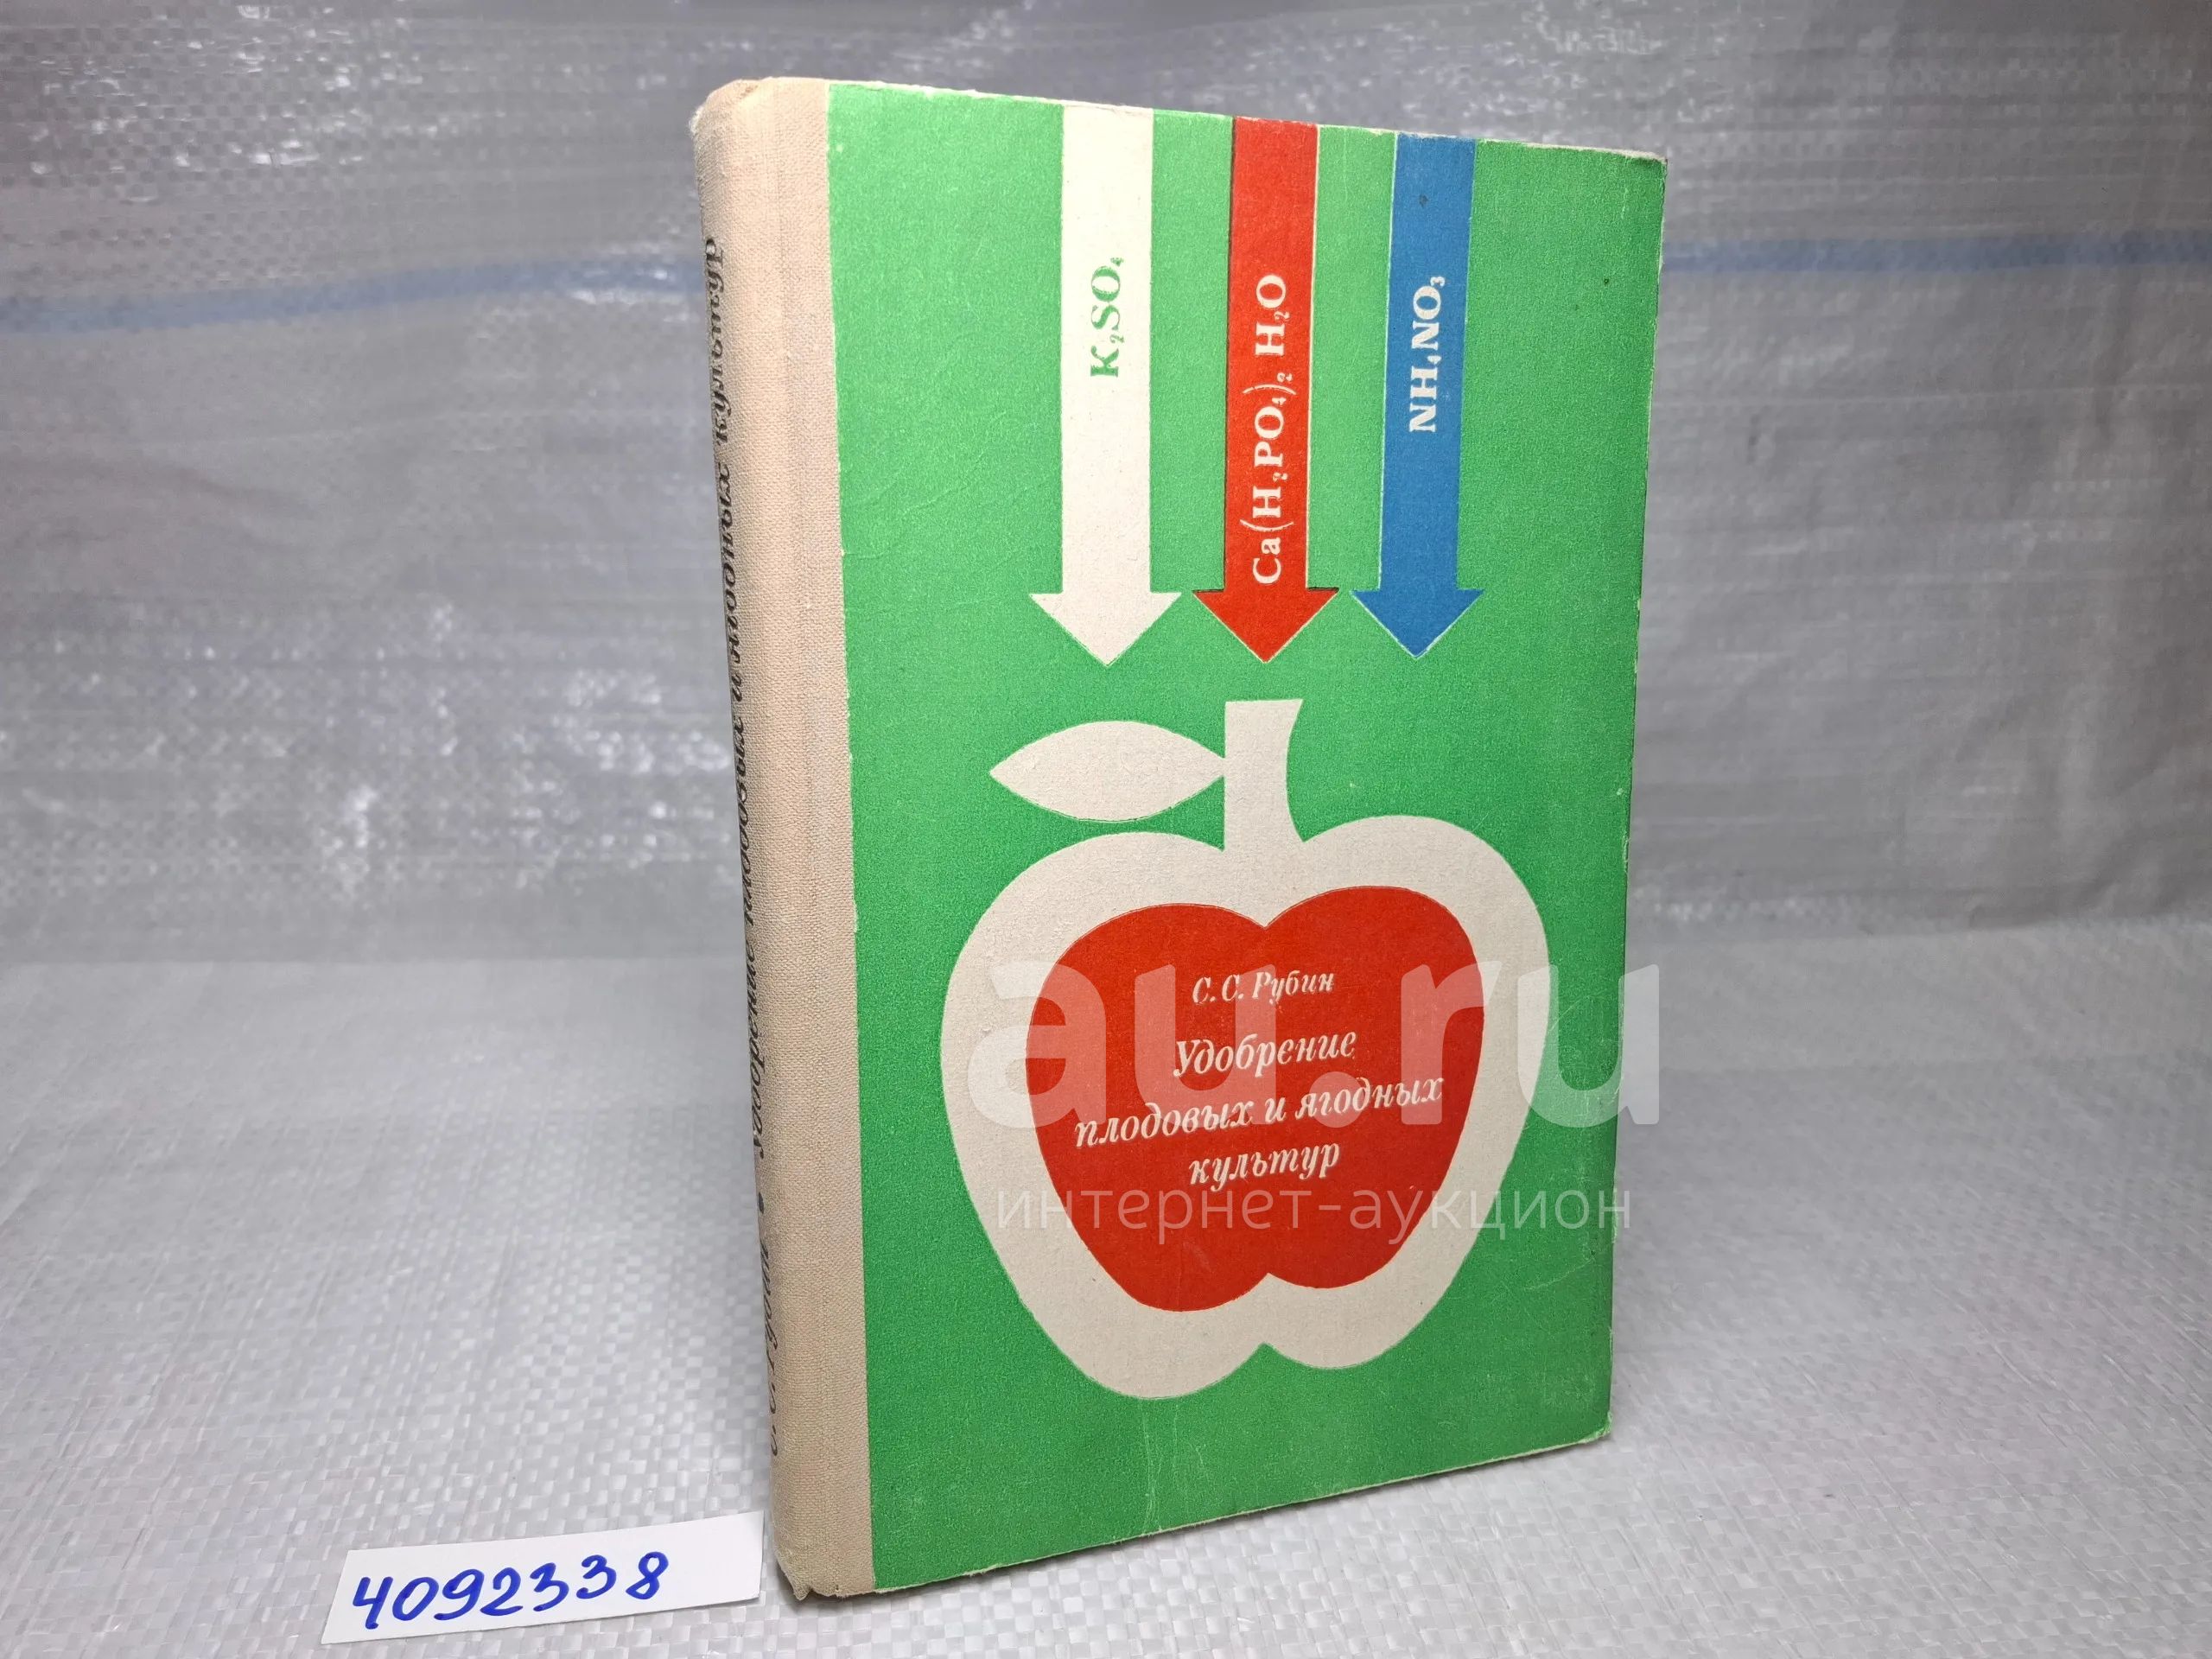 K₂SO₄
Ca(H₂PO₄)₂ H₂O
NH₄NO₃
С. С. Рубин
Удобрение
плодовых и ягодных
культур
С. С. Рубин • Удобрение плодовых и ягодных культур
4092338
au.ru
интернет-аукцион